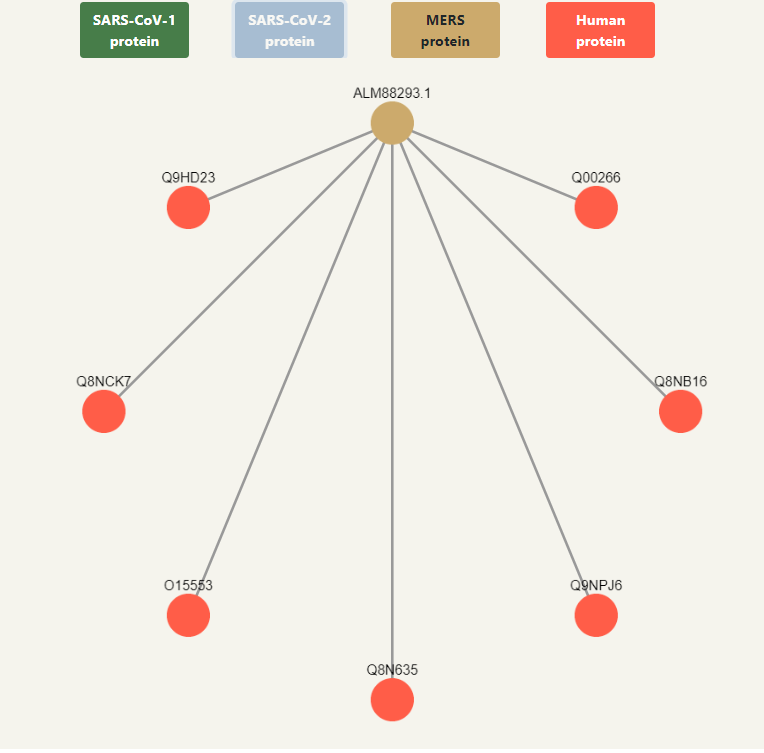 SARS-CoV-1
protein
SARS-CoV-2
protein
MERS
protein
Human
protein
ALM88293.1
Q9HD23
Q00266
Q8NCK7
Q8NB16
O15553
Q9NPJ6
Q8N635